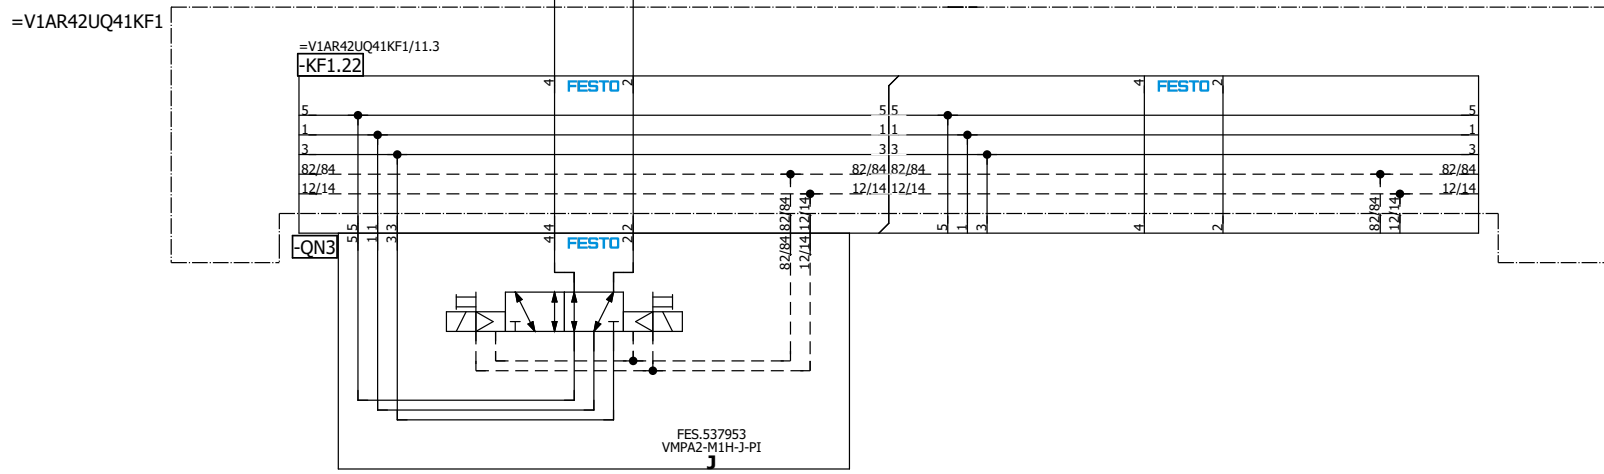 =V1AR42UQ41KF1
=V1AR42UQ41KF1/11.3
-KF1.22
4 FESTO 2 4 FESTO 2
5 5 5 5
1 1 1 1
3 3 3 3
82/84 82/84 82/84 82/84
12/14 12/14 12/14 12/14
5 1 3 4 2 82/84 12/14 5 1 3 4 2 82/84 12/14
-QN3
5 1 3 4 FESTO 2 82/84 12/14
FES.537953
VMPA2-M1H-J-PI
J